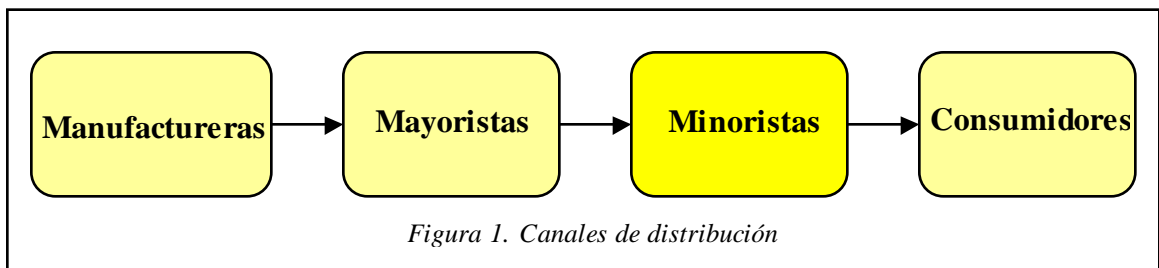 Manufactureras
Mayoristas
Minoristas
Consumidores
Figura 1. Canales de distribución